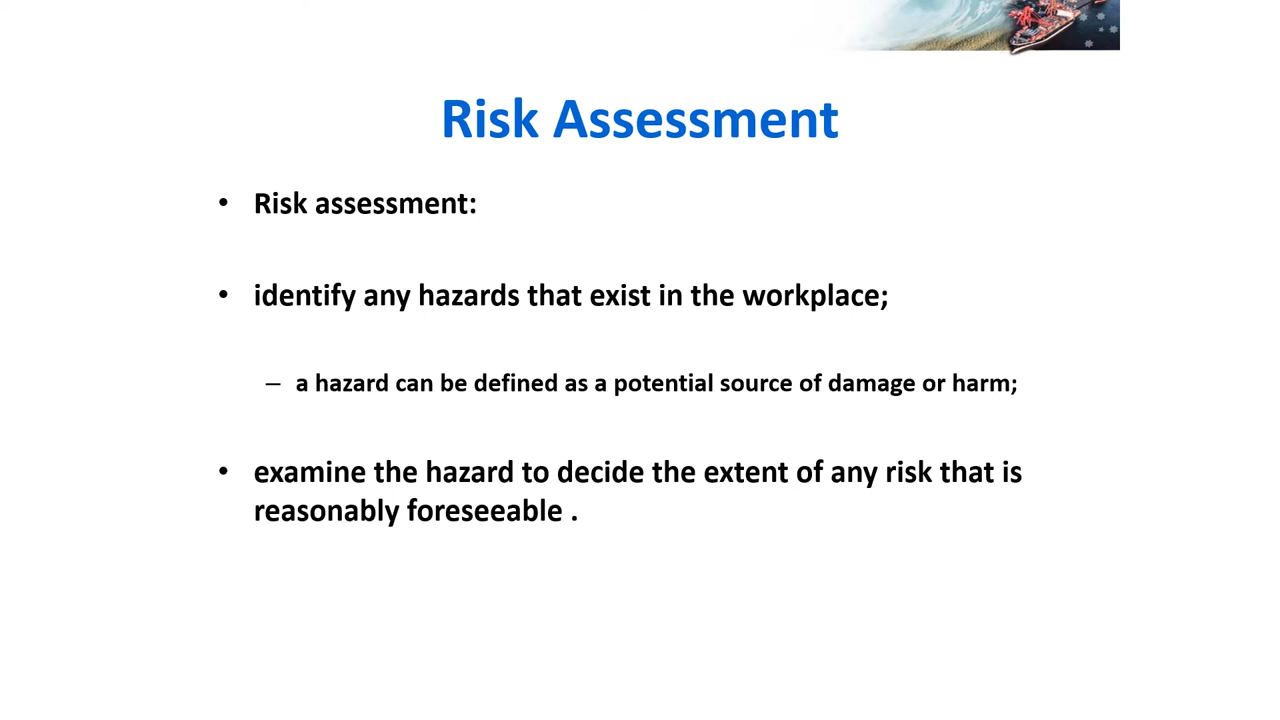 Risk Assessment
• Risk assessment:
• identify any hazards that exist in the workplace;
– a hazard can be defined as a potential source of damage or harm;
• examine the hazard to decide the extent of any risk that is
reasonably foreseeable .